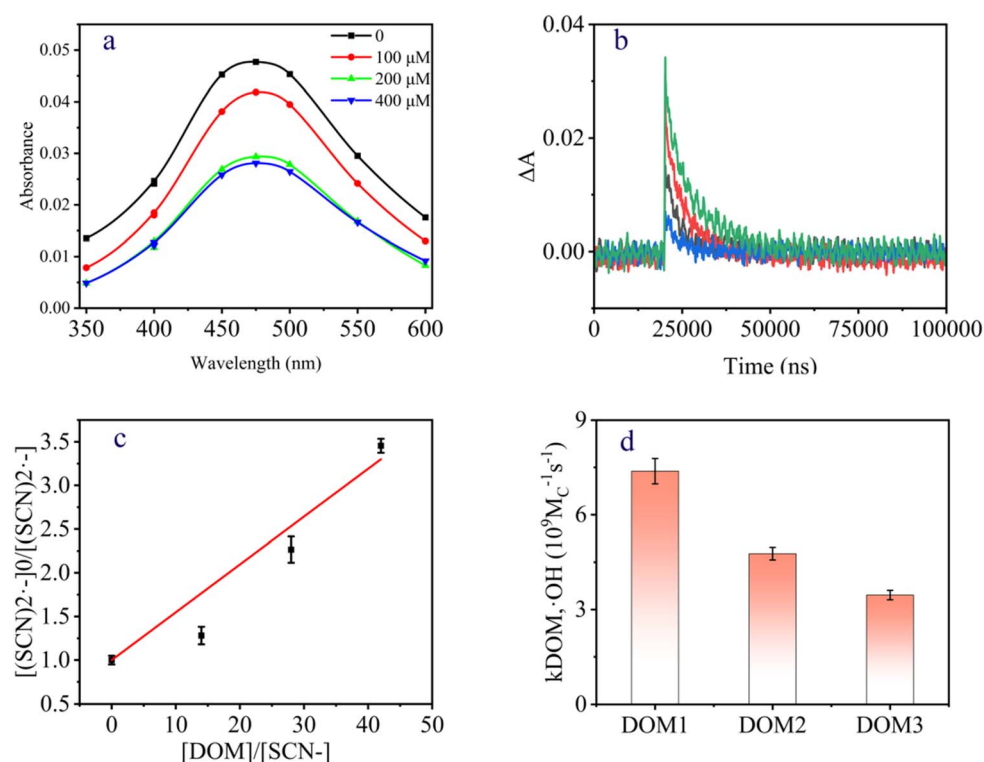 a
0
100 μM
200 μM
400 μM
0.05
0.04
0.03
0.02
0.01
0.00
Absorbance
350 400 450 500 550 600
Wavelength (nm)
b
0.04
0.02
0.00
ΔA
0 25000 50000 75000 100000
Time (ns)
c
3.5
3.0
2.5
2.0
1.5
1.0
0.5
[(SCN)2·-]0/[(SCN)2·-]
0 10 20 30 40 50
[DOM]/[SCN-]
d
9
6
3
0
kDOM,·OH (10⁹M_C⁻¹s⁻¹)
DOM1 DOM2 DOM3